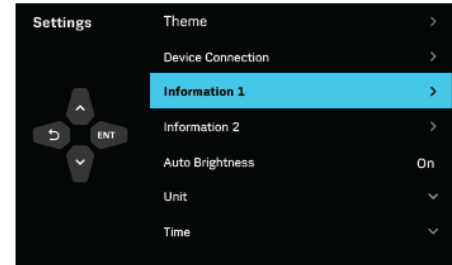 Settings
Theme
Device Connection
Information 1
ENT
Information 2
Auto Brightness On
Unit
Time